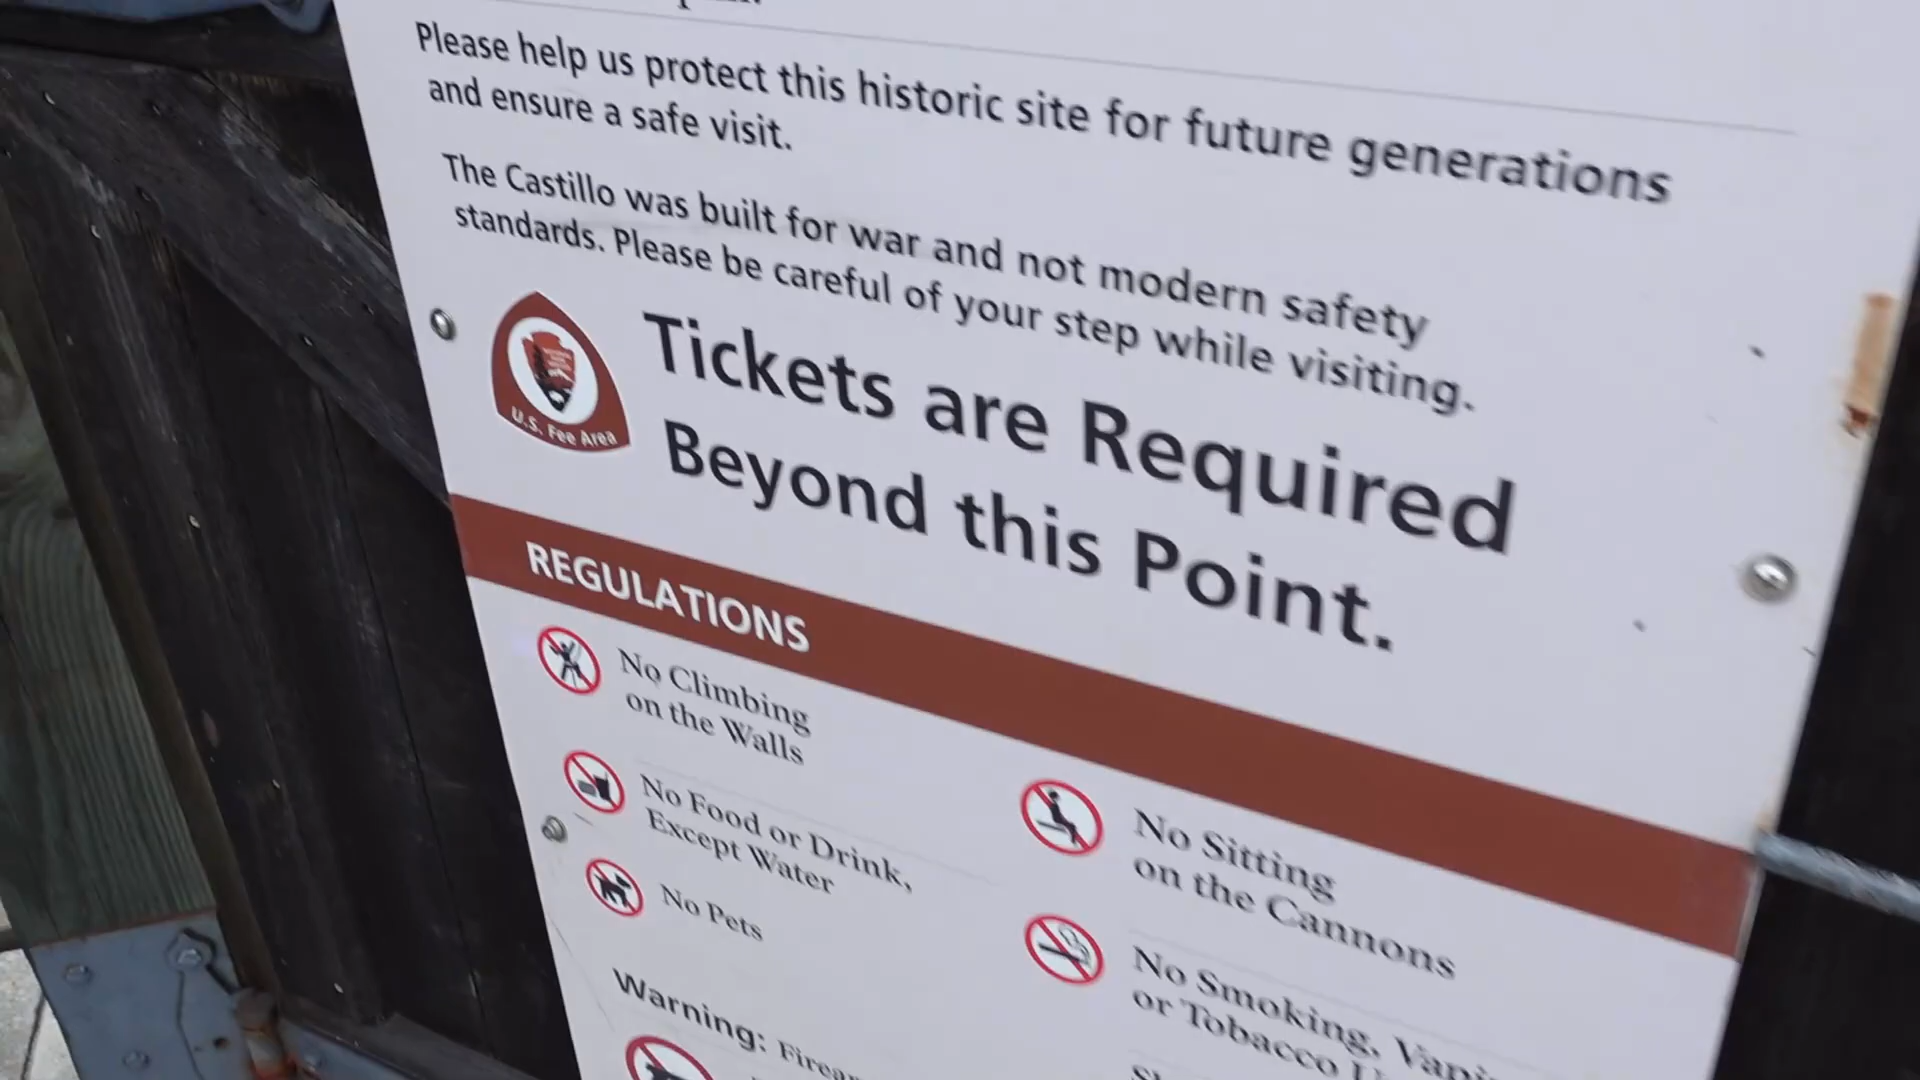 Please help us protect this historic site for future generations
and ensure a safe visit.
The Castillo was built for war and not modern safety
standards. Please be careful of your step while visiting.
U.S. Fee Area
Tickets are Required
Beyond this Point.
REGULATIONS
No Climbing
on the Walls
No Food or Drink,
Except Water
No Pets
No Sitting
on the Cannons
No Smoking,
or Tobacco
Warning: